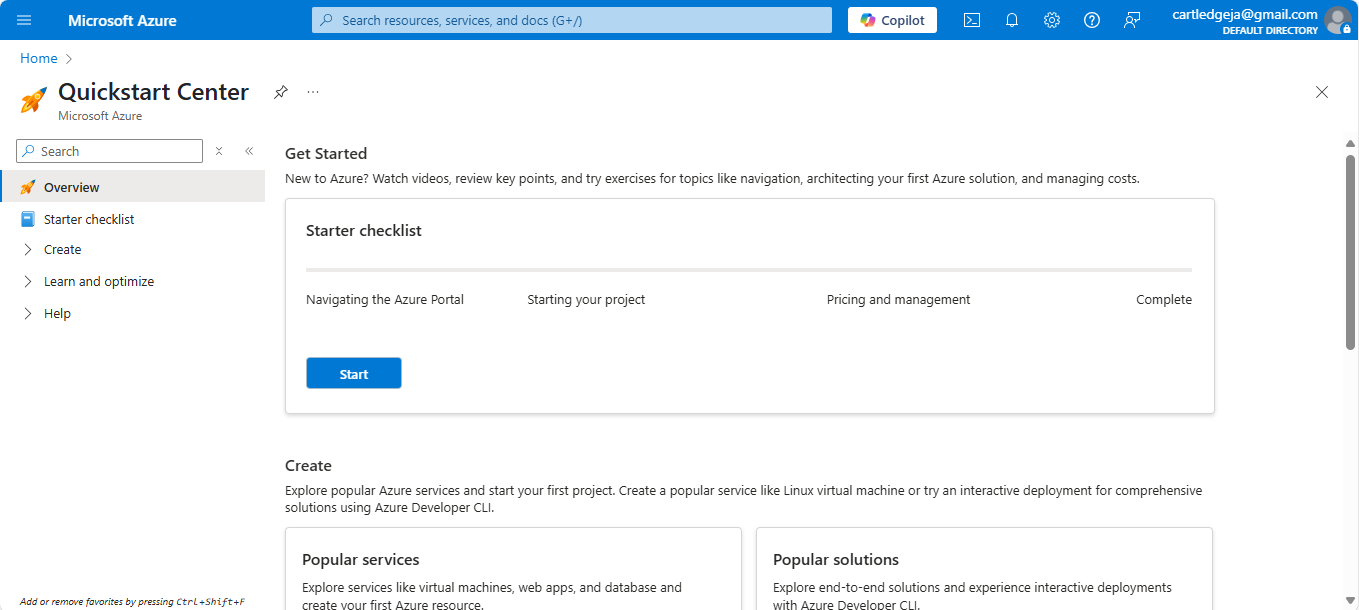 Microsoft Azure
Search resources, services, and docs (G+/)
Copilot
cartledgeja@gmail.com
DEFAULT DIRECTORY
Home
Quickstart Center
...
Microsoft Azure
Search
Overview
Starter checklist
Create
Learn and optimize
Help
Add or remove favorites by pressing Ctrl+Shift+F
Get Started
New to Azure? Watch videos, review key points, and try exercises for topics like navigation, architecting your first Azure solution, and managing costs.
Starter checklist
Navigating the Azure Portal
Starting your project
Pricing and management
Complete
Start
Create
Explore popular Azure services and start your first project. Create a popular service like Linux virtual machine or try an interactive deployment for comprehensive
solutions using Azure Developer CLI.
Popular services
Explore services like virtual machines, web apps, and database and
create your first Azure resource.
Popular solutions
Explore end-to-end solutions and experience interactive deployments
with Azure Developer CLI.